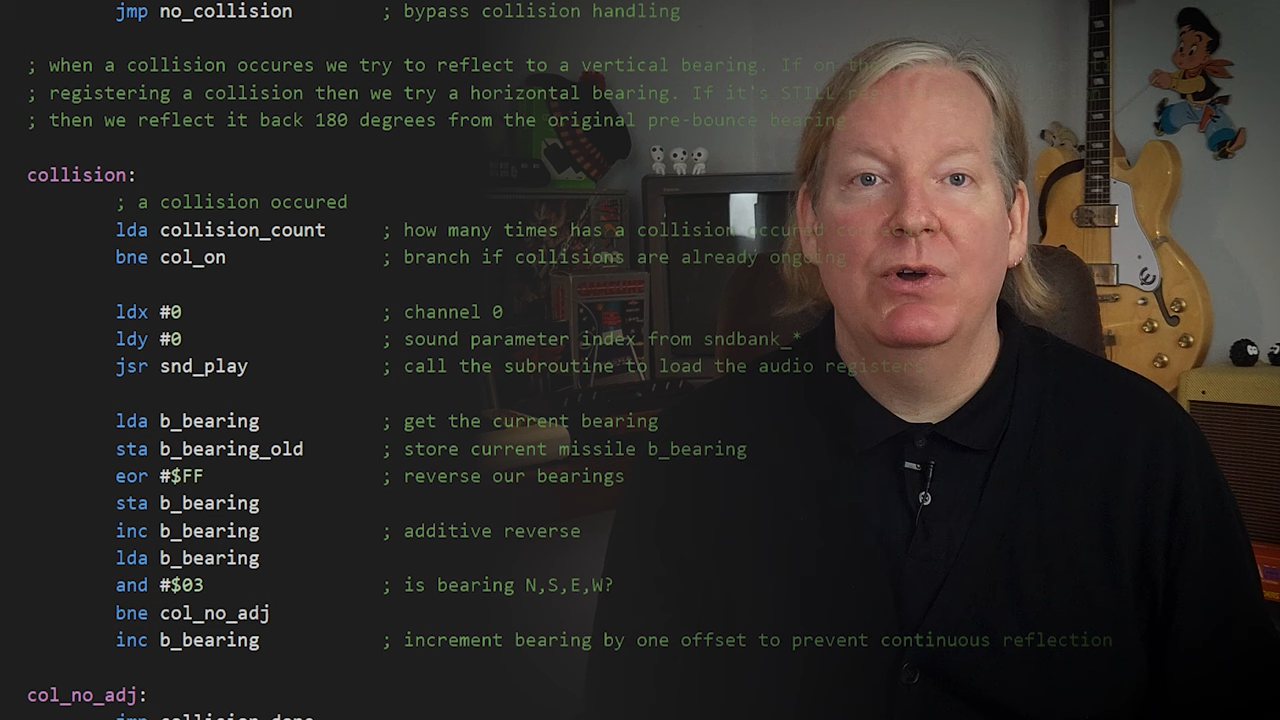 jmp no_collision ; bypass collision handling
; when a collision occures we try to reflect to a vertical bearing. If on the
; registering a collision then we try a horizontal bearing. If it's STILL
; then we reflect it back 180 degrees from the original pre-bounce bearing
collision:
; a collision occured
lda collision_count ; how many times has a collision occured
bne col_on ; branch if collisions are already ongoing
ldx #0 ; channel 0
ldy #0 ; sound parameter index from sndbank_*
jsr snd_play ; call the subroutine to load the audio registers
lda b_bearing ; get the current bearing
sta b_bearing_old ; store current missile b_bearing
eor #$FF ; reverse our bearings
sta b_bearing
inc b_bearing ; additive reverse
lda b_bearing
and #$03 ; is bearing N,S,E,W?
bne col_no_adj
inc b_bearing ; increment bearing by one offset to prevent continuous reflection
col_no_adj:
jmp collision_done